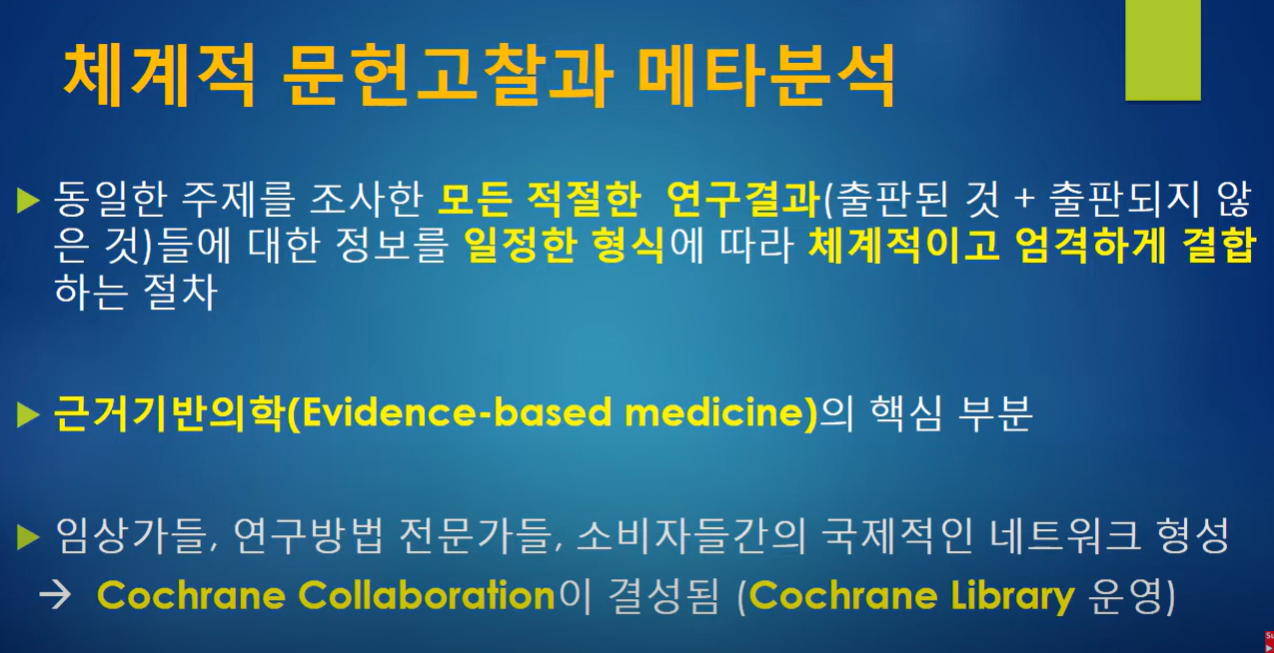 체계적 문헌고찰과 메타분석
▶ 동일한 주제를 조사한 모든 적절한 연구결과(출판된 것 + 출판되지 않
은 것)들에 대한 정보를 일정한 형식에 따라 체계적이고 엄격하게 결합
하는 절차
▶ 근거기반의학(Evidence-based medicine)의 핵심 부분
▶ 임상가들, 연구방법 전문가들, 소비자들간의 국제적인 네트워크 형성
→ Cochrane Collaboration이 결성됨 (Cochrane Library 운영)